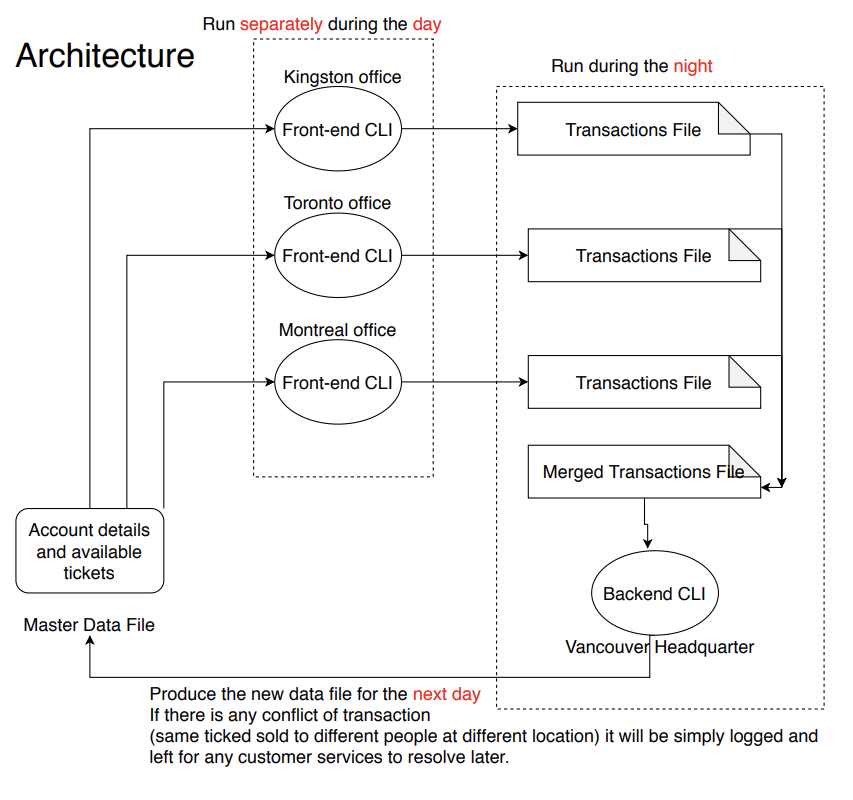 Run separately during the day
Architecture
Run during the night
Kingston office
Front-end CLI
Transactions File
Toronto office
Front-end CLI
Transactions File
Montreal office
Front-end CLI
Transactions File
Merged Transactions File
Account details
and available
tickets
Backend CLI
Master Data File
Vancouver Headquarter
Produce the new data file for the next day
If there is any conflict of transaction
(same ticked sold to different people at different location) it will be simply logged and
left for any customer services to resolve later.